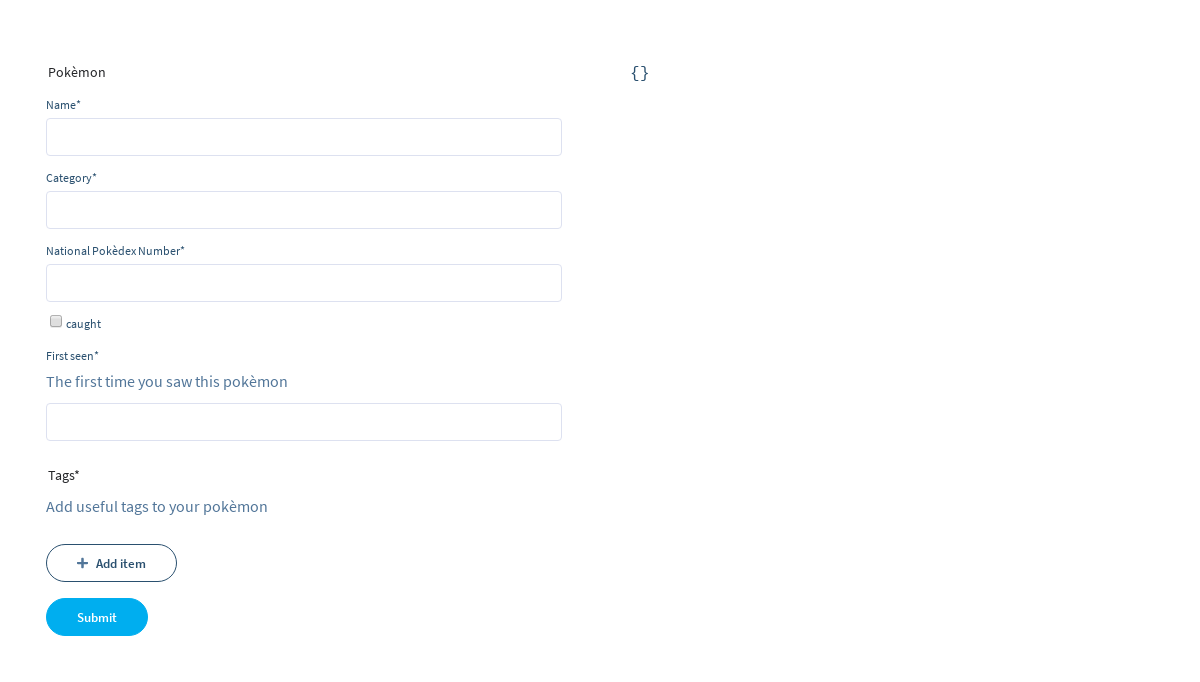 Pokèmon
{}
Name*
Category*
National Pokèdex Number*
caught
First seen*
The first time you saw this pokèmon
Tags*
Add useful tags to your pokèmon
Add item
Submit